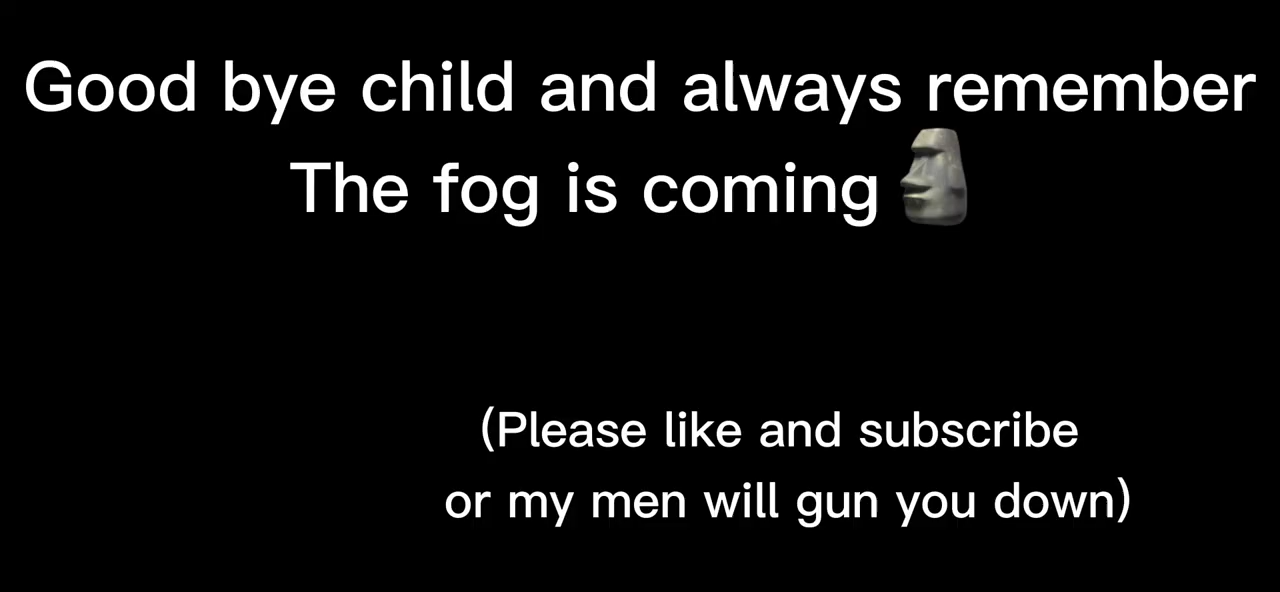 Good bye child and always remember
The fog is coming🗿
(Please like and subscribe
or my men will gun you down)